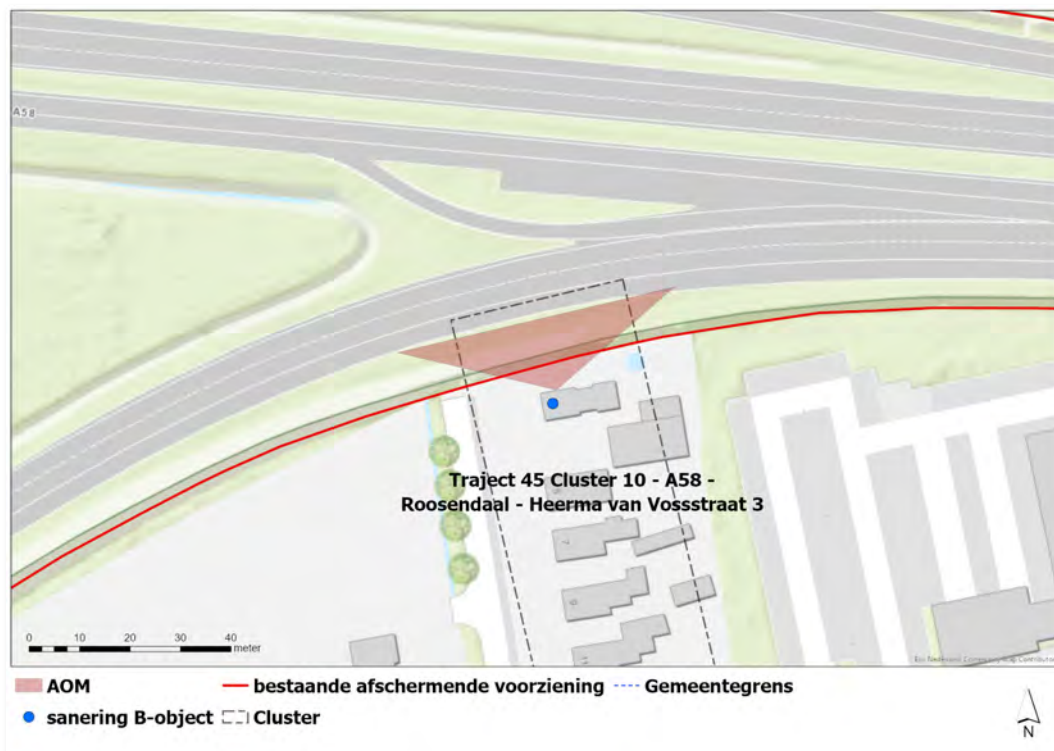 A58
Traject 45 Cluster 10 - A58 -
Roosendaal - Heerma van Vossstraat 3
7
0 10 20 30 40
meter
AOM
bestaande afschermende voorziening
Gemeentegrens
sanering B-object
Cluster
N